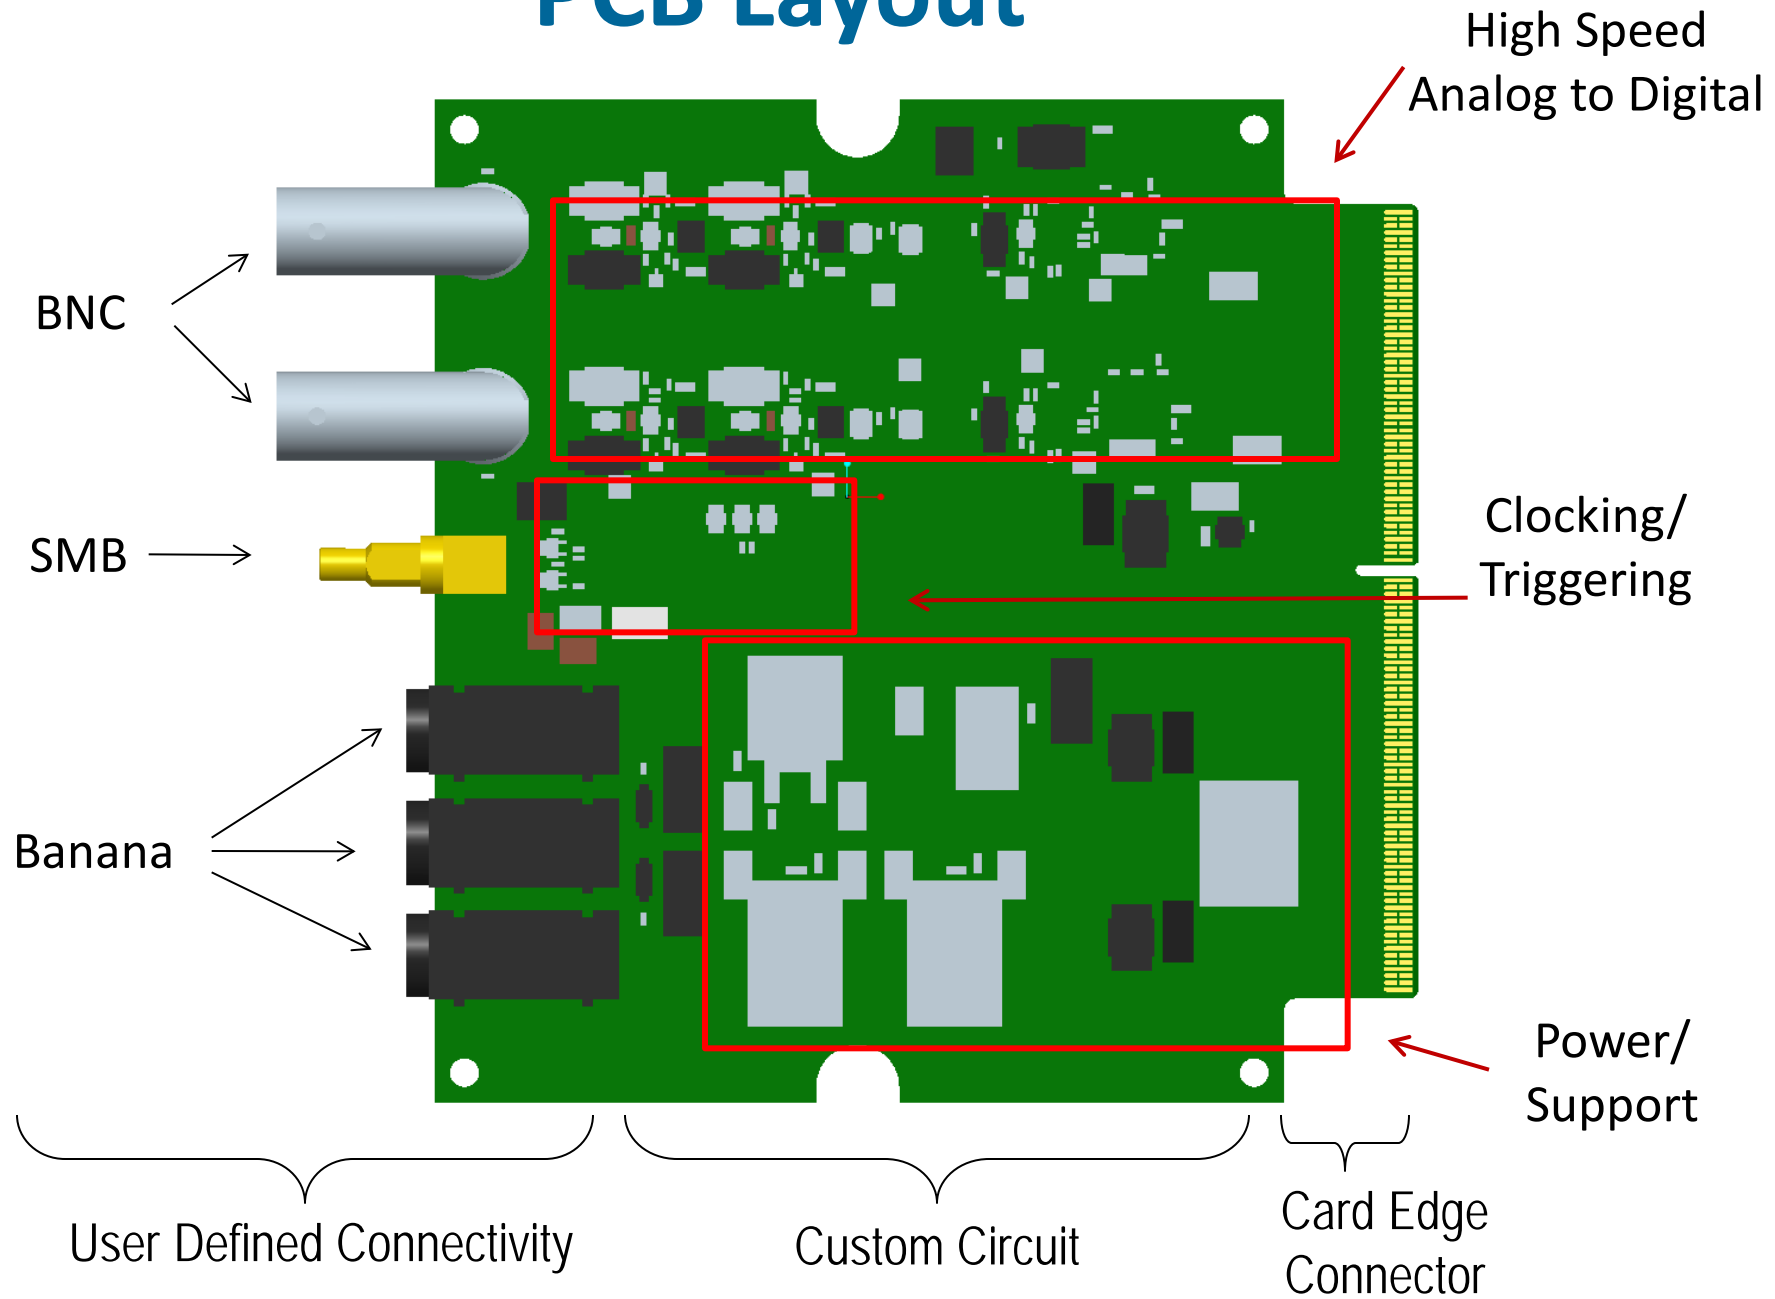 PCB Layout
High Speed
Analog to Digital
BNC
SMB
Clocking/
Triggering
Banana
Power/
Support
User Defined Connectivity
Custom Circuit
Card Edge
Connector